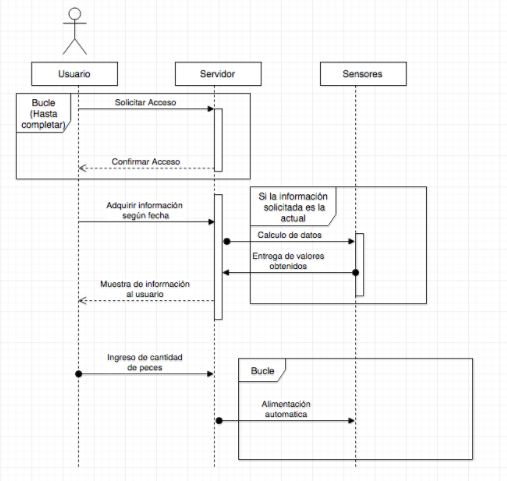 Usuario
Servidor
Sensores
Bucle
(Hasta
completar)
Solicitar Acceso
Confirmar Acceso
Adquirir información
según fecha
Si la información
solicitada es la
actual
Calculo de datos
Entrega de valores
obtenidos
Muestra de información
al usuario
Ingreso de cantidad
de peces
Bucle
Alimentación
automatica